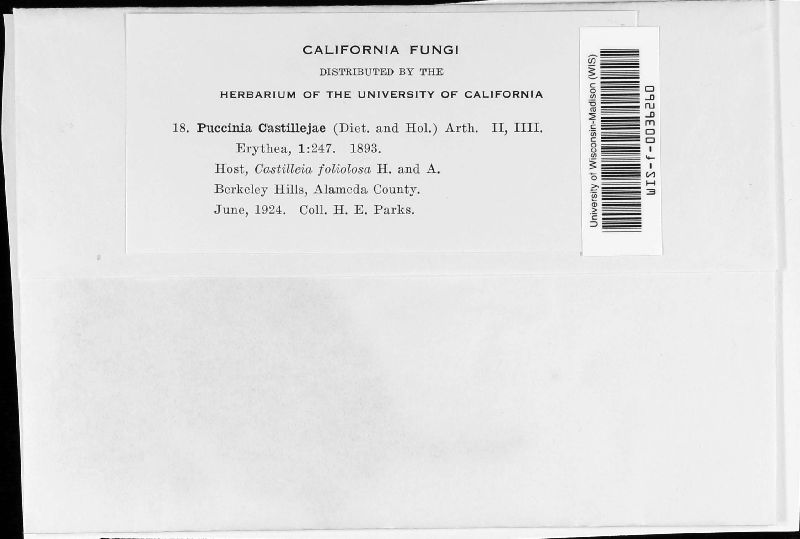 CALIFORNIA FUNGI
DISTRIBUTED BY THE
HERBARIUM OF THE UNIVERSITY OF CALIFORNIA
18. Puccinia Castillejae (Diet. and Hol.) Arth. II, IIII.
Erythea, 1:247. 1893.
Host, Castilleia foliolosa H. and A.
Berkeley Hills, Alameda County.
June, 1924. Coll. H. E. Parks.
University of Wisconsin-Madison (WIS)
WIS-f-0036260